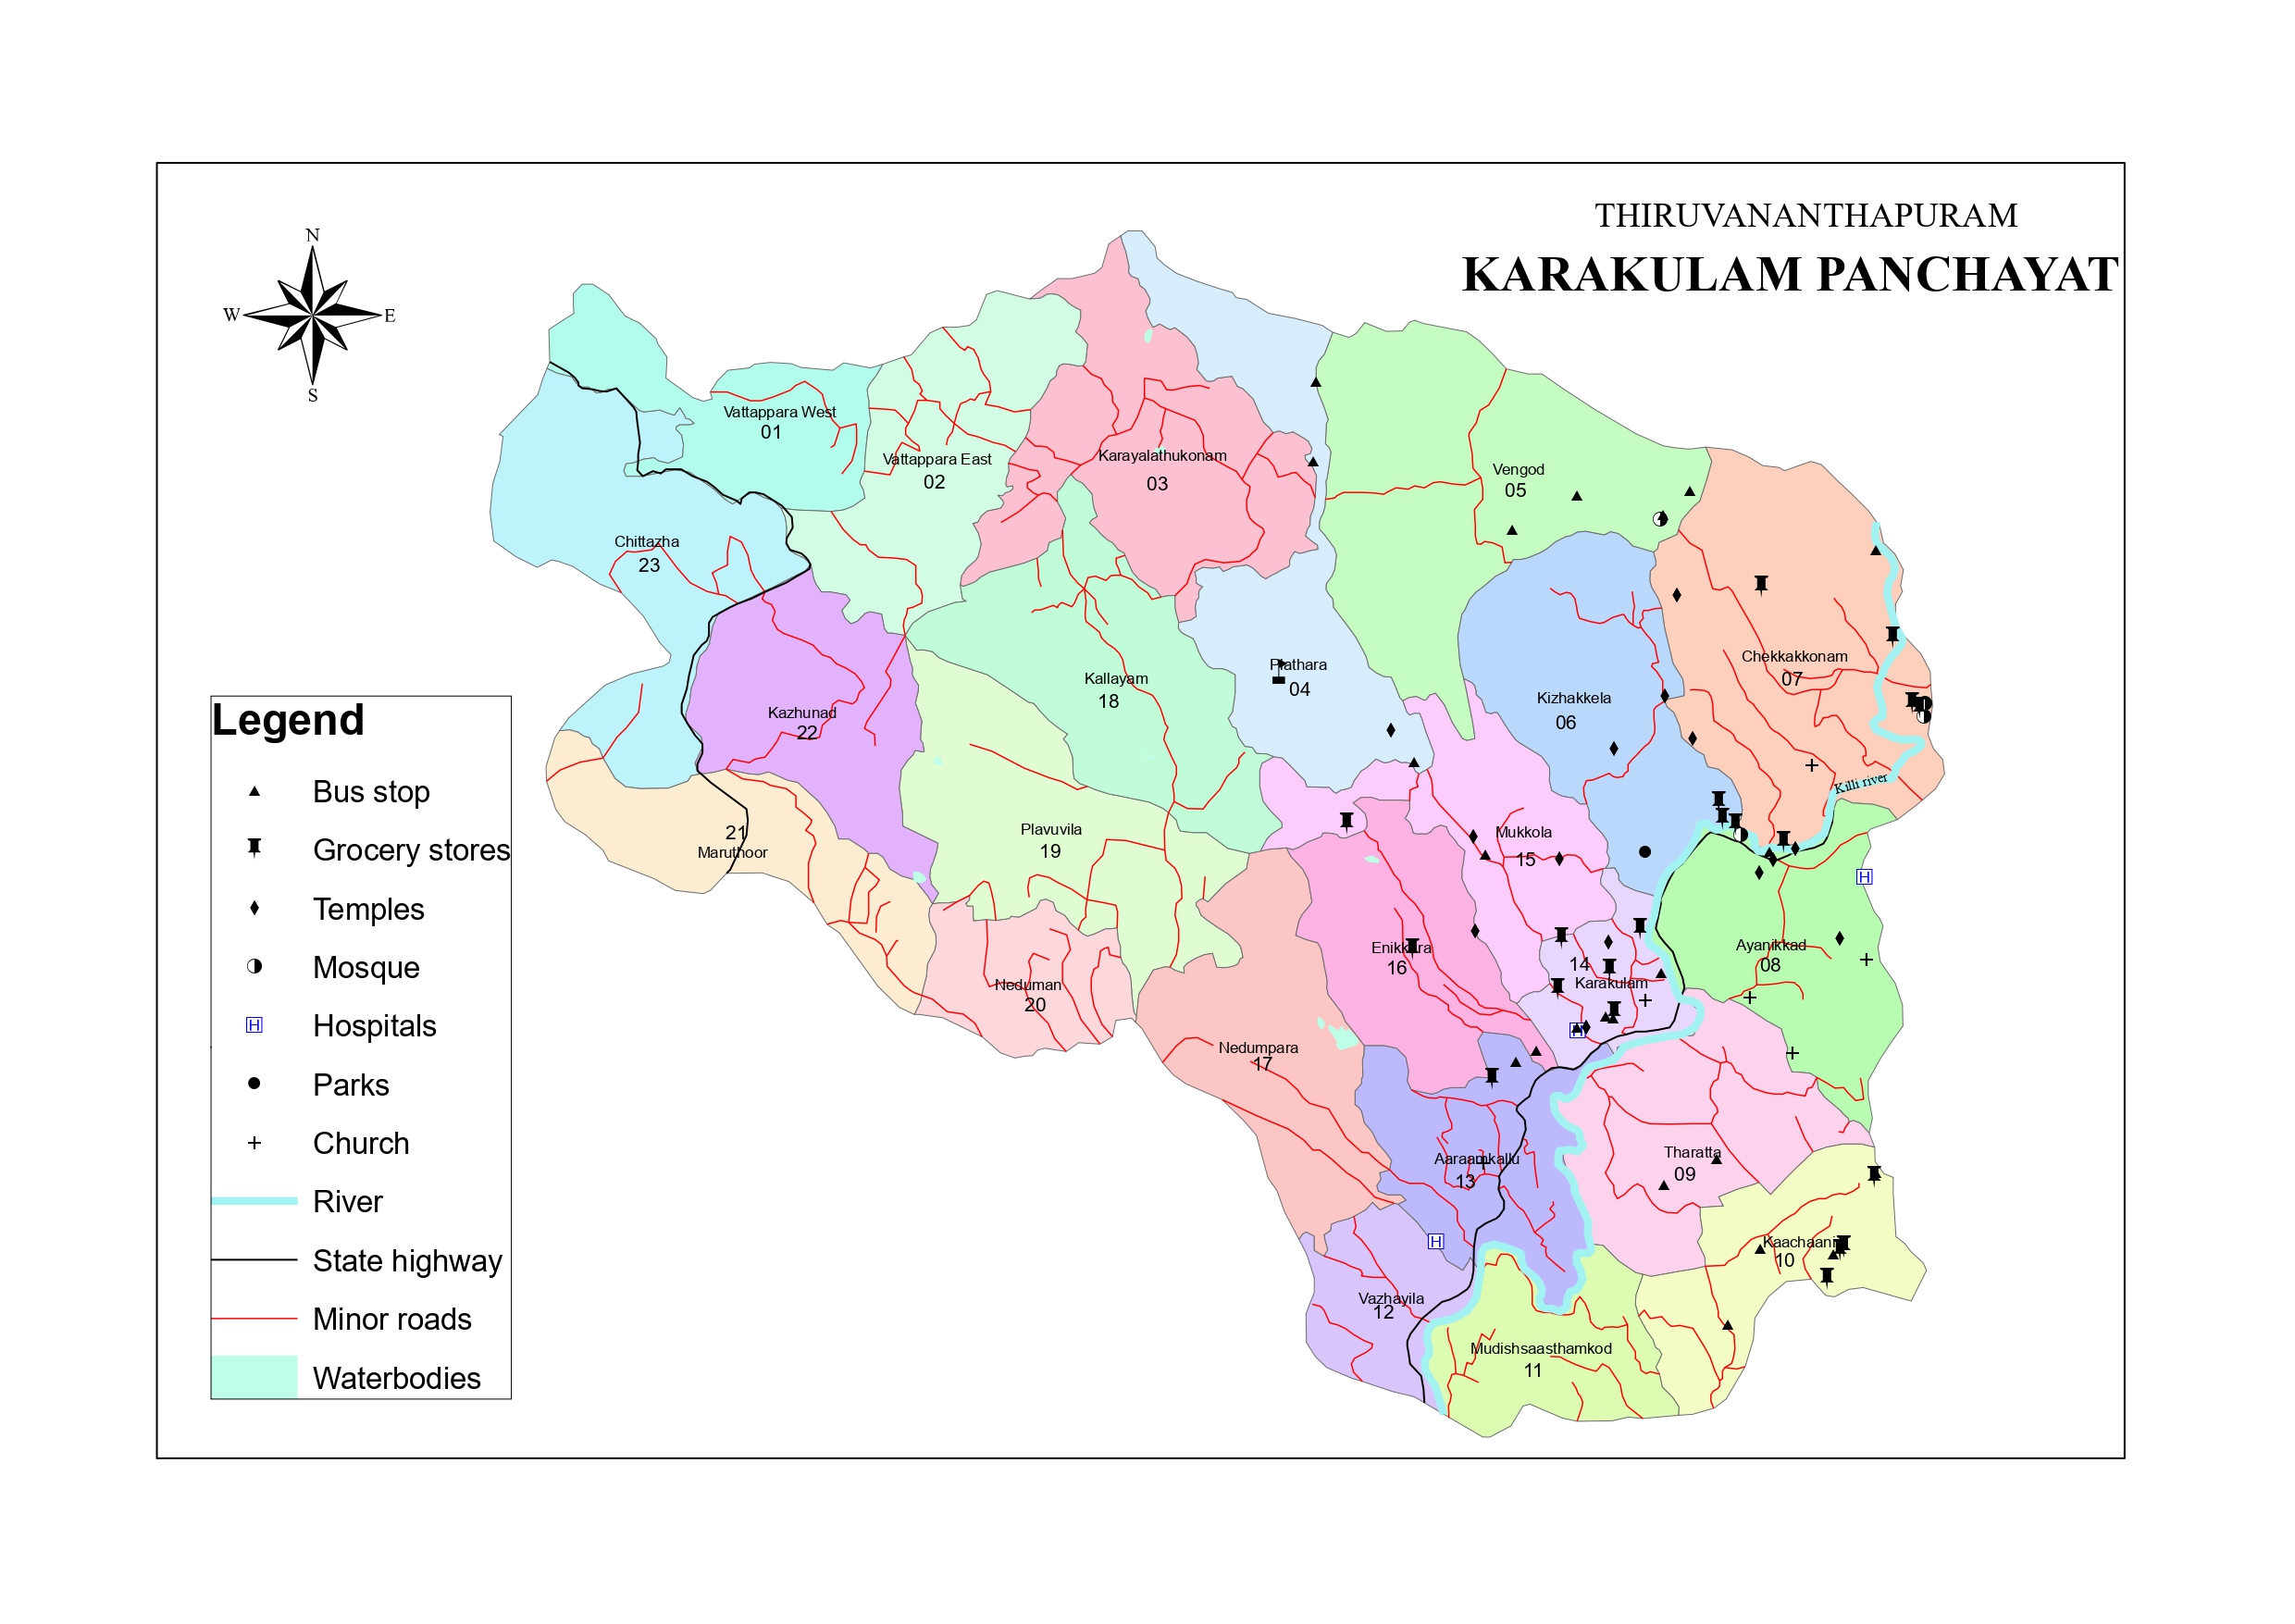 THIRUVANANTHAPURAM
KARAKULAM PANCHAYAT
N
W
E
S
Vattappara West
01
Vattappara East
02
Karayalathukonam
03
Vengod
05
Chittazha
23
Plathara
04
Chekkakkonam
07
Kallayam
18
Kizhakkela
06
Kazhunad
22
Killi river
21
Maruthoor
Plavuvila
19
Mukkola
15
Enikkara
16
Ayanikkad
08
14
Karakulam
Neduman
20
Nedumpara
17
Aaraamkallu
13
Tharatta
09
Kaachaani
10
Vazhayila
12
Mudishsaasthamkod
11
H
H
H
Legend
Bus stop
Grocery stores
Temples
Mosque
H Hospitals
Parks
Church
River
State highway
Minor roads
Waterbodies